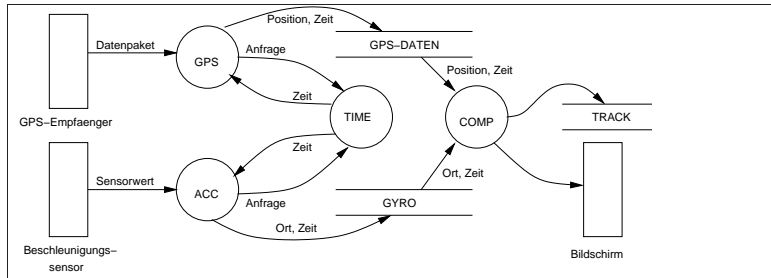 Position, Zeit
Datenpaket
GPS
Anfrage
GPS–DATEN
Position, Zeit
Zeit
GPS–Empfaenger
TIME
COMP
TRACK
Zeit
Sensorwert
ACC
Anfrage
Ort, Zeit
GYRO
Ort, Zeit
Beschleunigungs–
sensor
Bildschirm